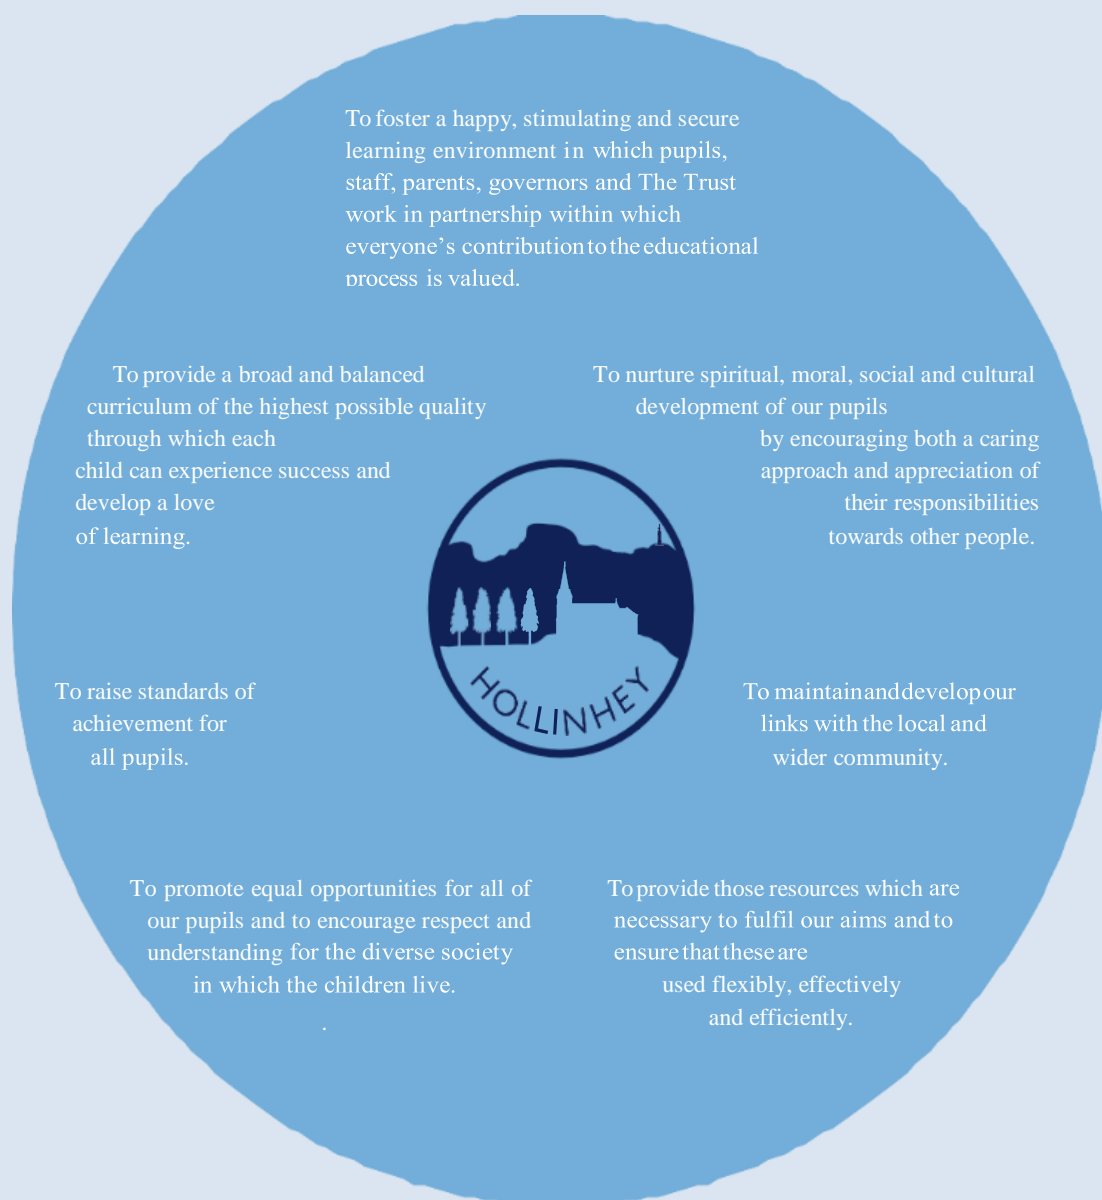 To foster a happy, stimulating and secure
learning environment in which pupils,
staff, parents, governors and The Trust
work in partnership within which
everyone’s contribution to the educational
process is valued.
To provide a broad and balanced
curriculum of the highest possible quality
through which each
child can experience success and
develop a love
of learning.
To nurture spiritual, moral, social and cultural
development of our pupils
by encouraging both a caring
approach and appreciation of
their responsibilities
towards other people.
HOLLINHEY
To raise standards of
achievement for
all pupils.
To maintain and develop our
links with the local and
wider community.
To promote equal opportunities for all of
our pupils and to encourage respect and
understanding for the diverse society
in which the children live.
.
To provide those resources which are
necessary to fulfil our aims and to
ensure that these are
used flexibly, effectively
and efficiently.